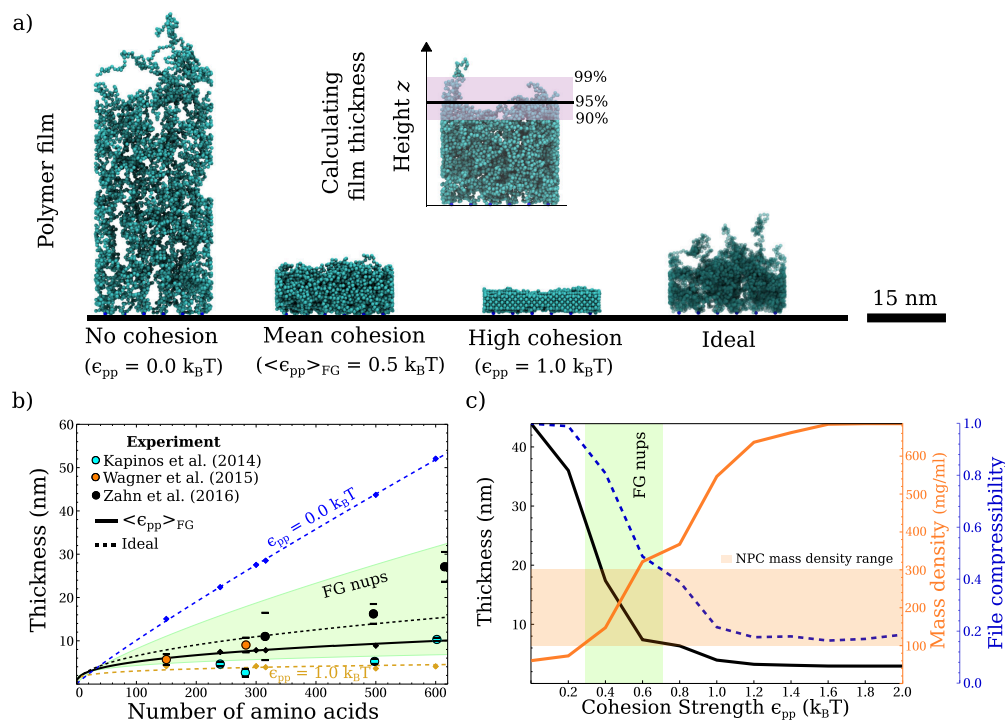 a)
Polymer film
Calculating
film thickness
Height z
99%
95%
90%
15 nm
No cohesion
(ϵpp = 0.0 kBT)
Mean cohesion
(<ϵpp>FG = 0.5 kBT)
High cohesion
(ϵpp = 1.0 kBT)
Ideal
b)
Thickness (nm)
60
50
40
30
20
10
0
100
200
300
400
500
600
Number of amino acids
Experiment
Kapinos et al. (2014)
Wagner et al. (2015)
Zahn et al. (2016)
<ϵpp>FG
Ideal
ϵpp = 0.0 kBT
FG nups
ϵpp = 1.0 kBT
c)
Thickness (nm)
40
30
20
10
0.2
0.4
0.6
0.8
1.0
1.2
1.4
1.6
1.8
2.0
Cohesion Strength ϵpp (kBT)
FG nups
NPC mass density range
600
500
400
300
200
100
Mass density (mg/ml)
1.0
0.8
0.6
0.4
0.2
0.0
File compressibility